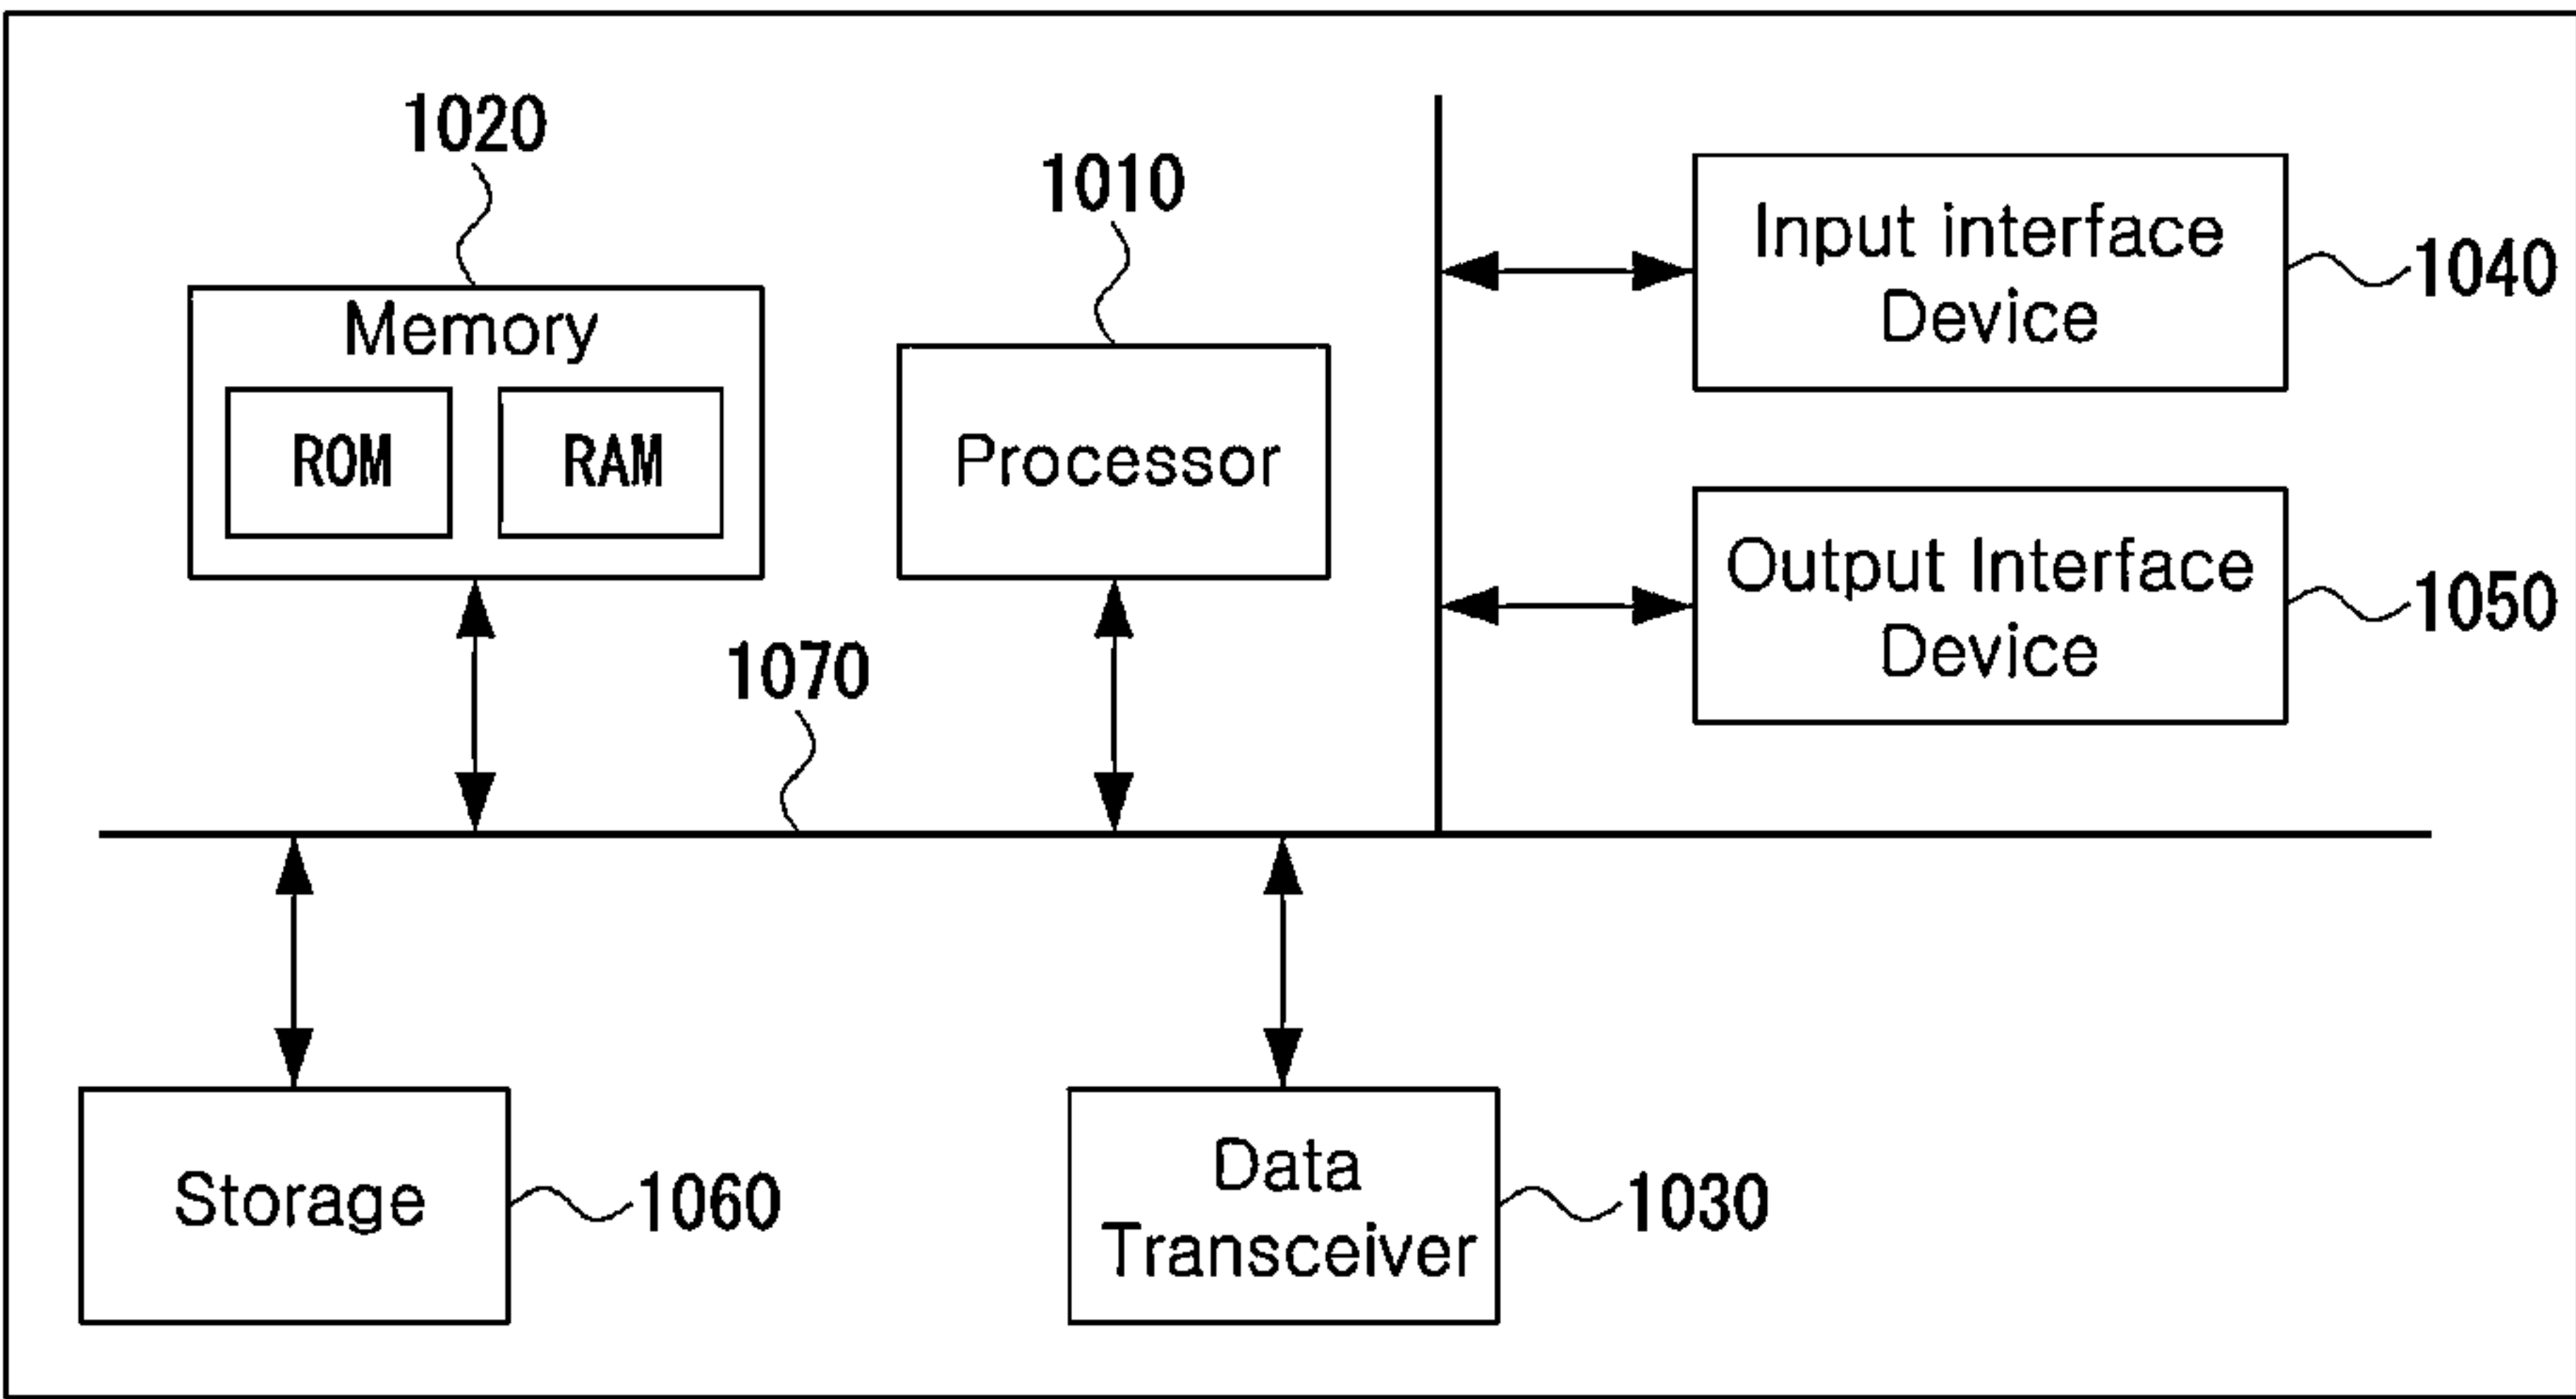 1020
1010
Input interface
Device
1040
Memory
ROM
RAM
Processor
Output Interface
Device
1050
1070
Storage
1060
Data
Transceiver
1030